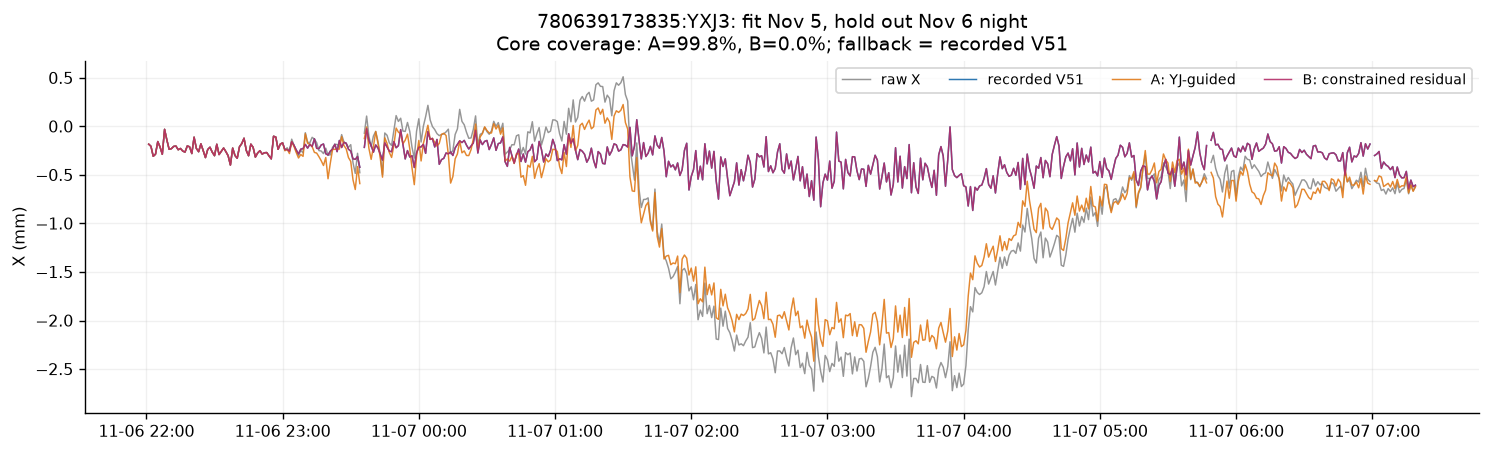 780639173835:YXJ3: fit Nov 5, hold out Nov 6 night
Core coverage: A=99.8%, B=0.0%; fallback = recorded V51
raw X
recorded V51
A: YJ-guided
B: constrained residual
X (mm)
0.5
0.0
−0.5
−1.0
−1.5
−2.0
−2.5
11-06 22:00
11-06 23:00
11-07 00:00
11-07 01:00
11-07 02:00
11-07 03:00
11-07 04:00
11-07 05:00
11-07 06:00
11-07 07:00